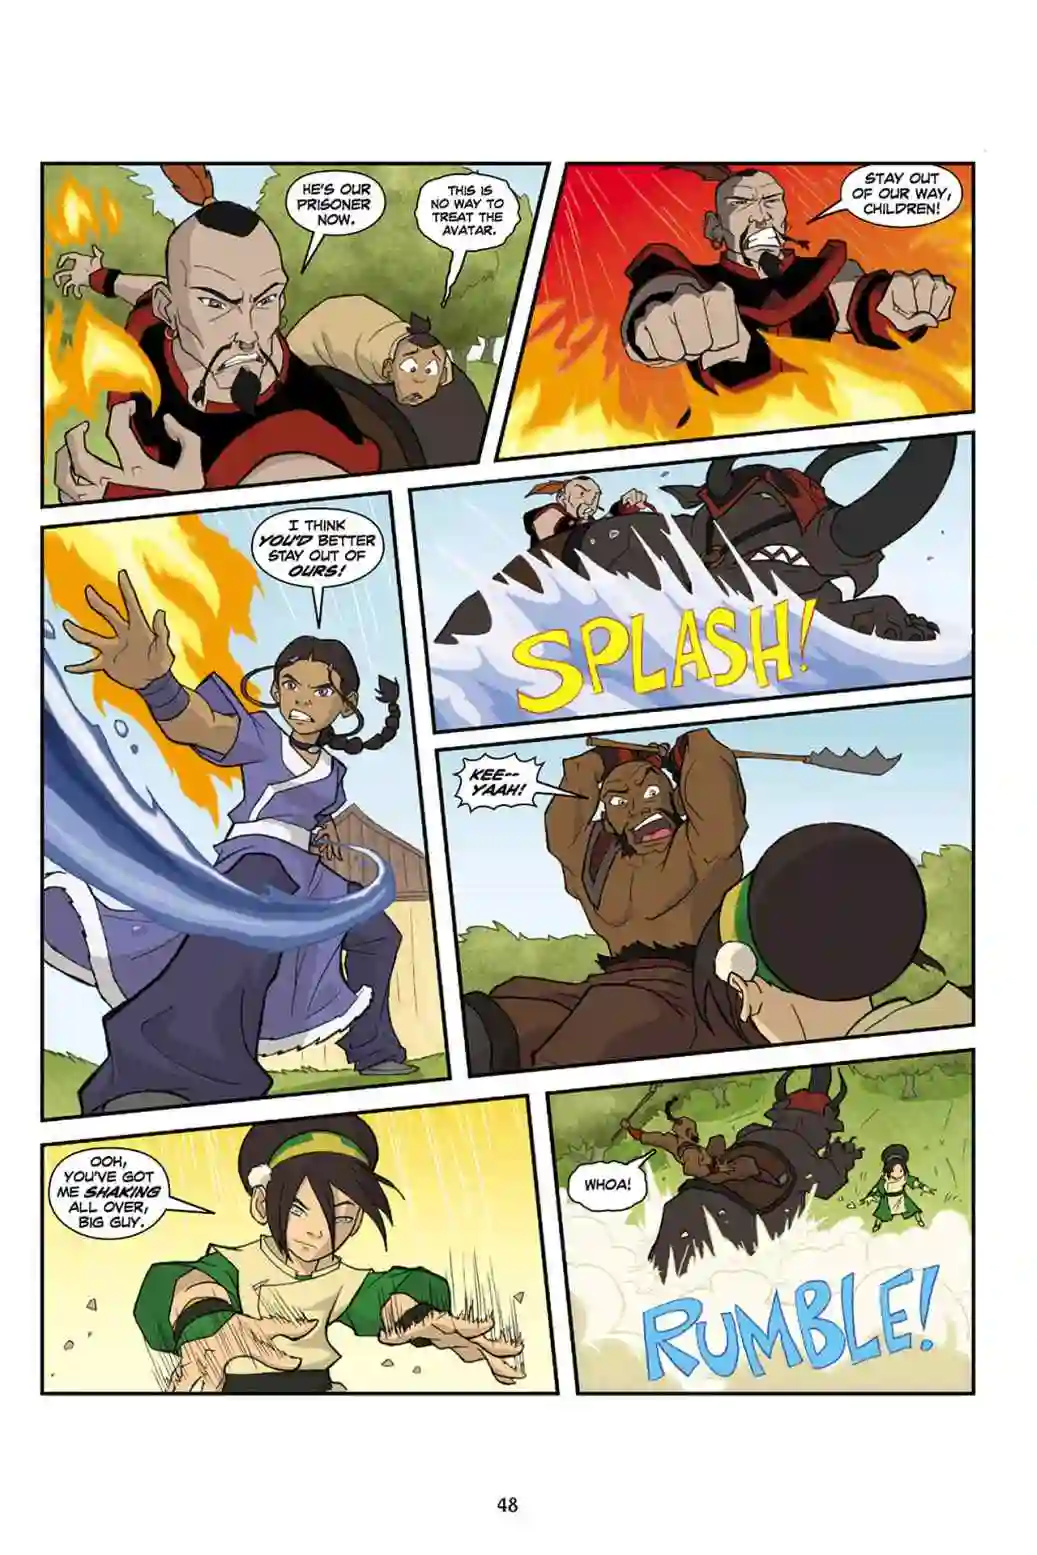 HE'S OUR
PRISONER
NOW.
THIS IS
NO WAY TO
TREAT THE
AVATAR.
STAY OUT
OF OUR WAY,
CHILDREN!
I THINK
YOU'D BETTER
STAY OUT OF
OURS!
SPLASH!
KEE--
YAAH!
OOH,
YOU'VE GOT
ME SHAKING
ALL OVER,
BIG GUY.
WHOA!
RUMBLE!
48